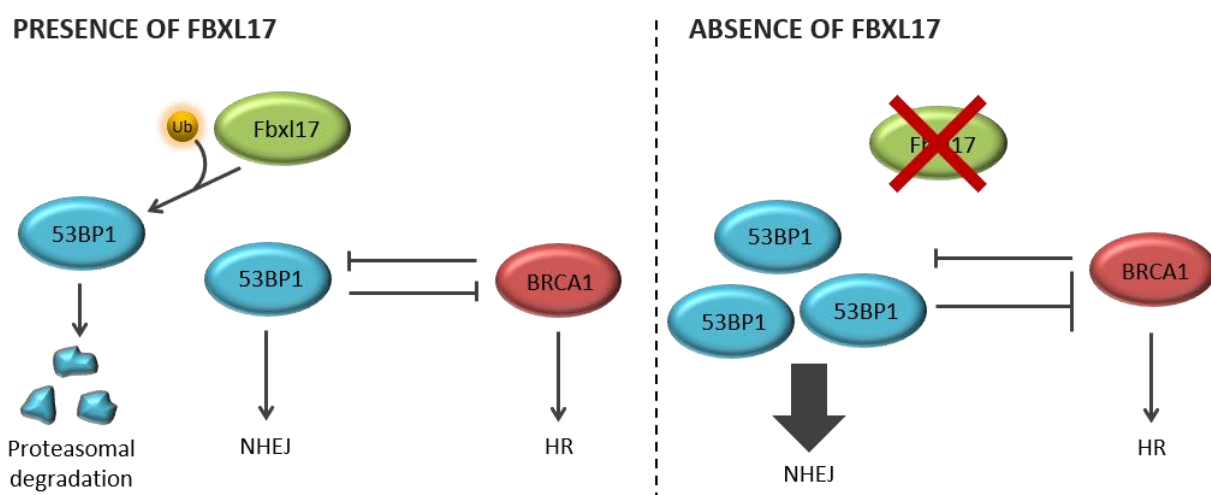 PRESENCE OF FBXL17
Ub
Fbxl17
53BP1
53BP1
BRCA1
Proteasomal
degradation
NHEJ
HR
ABSENCE OF FBXL17
Fbxl17
53BP1
53BP1
53BP1
BRCA1
NHEJ
HR